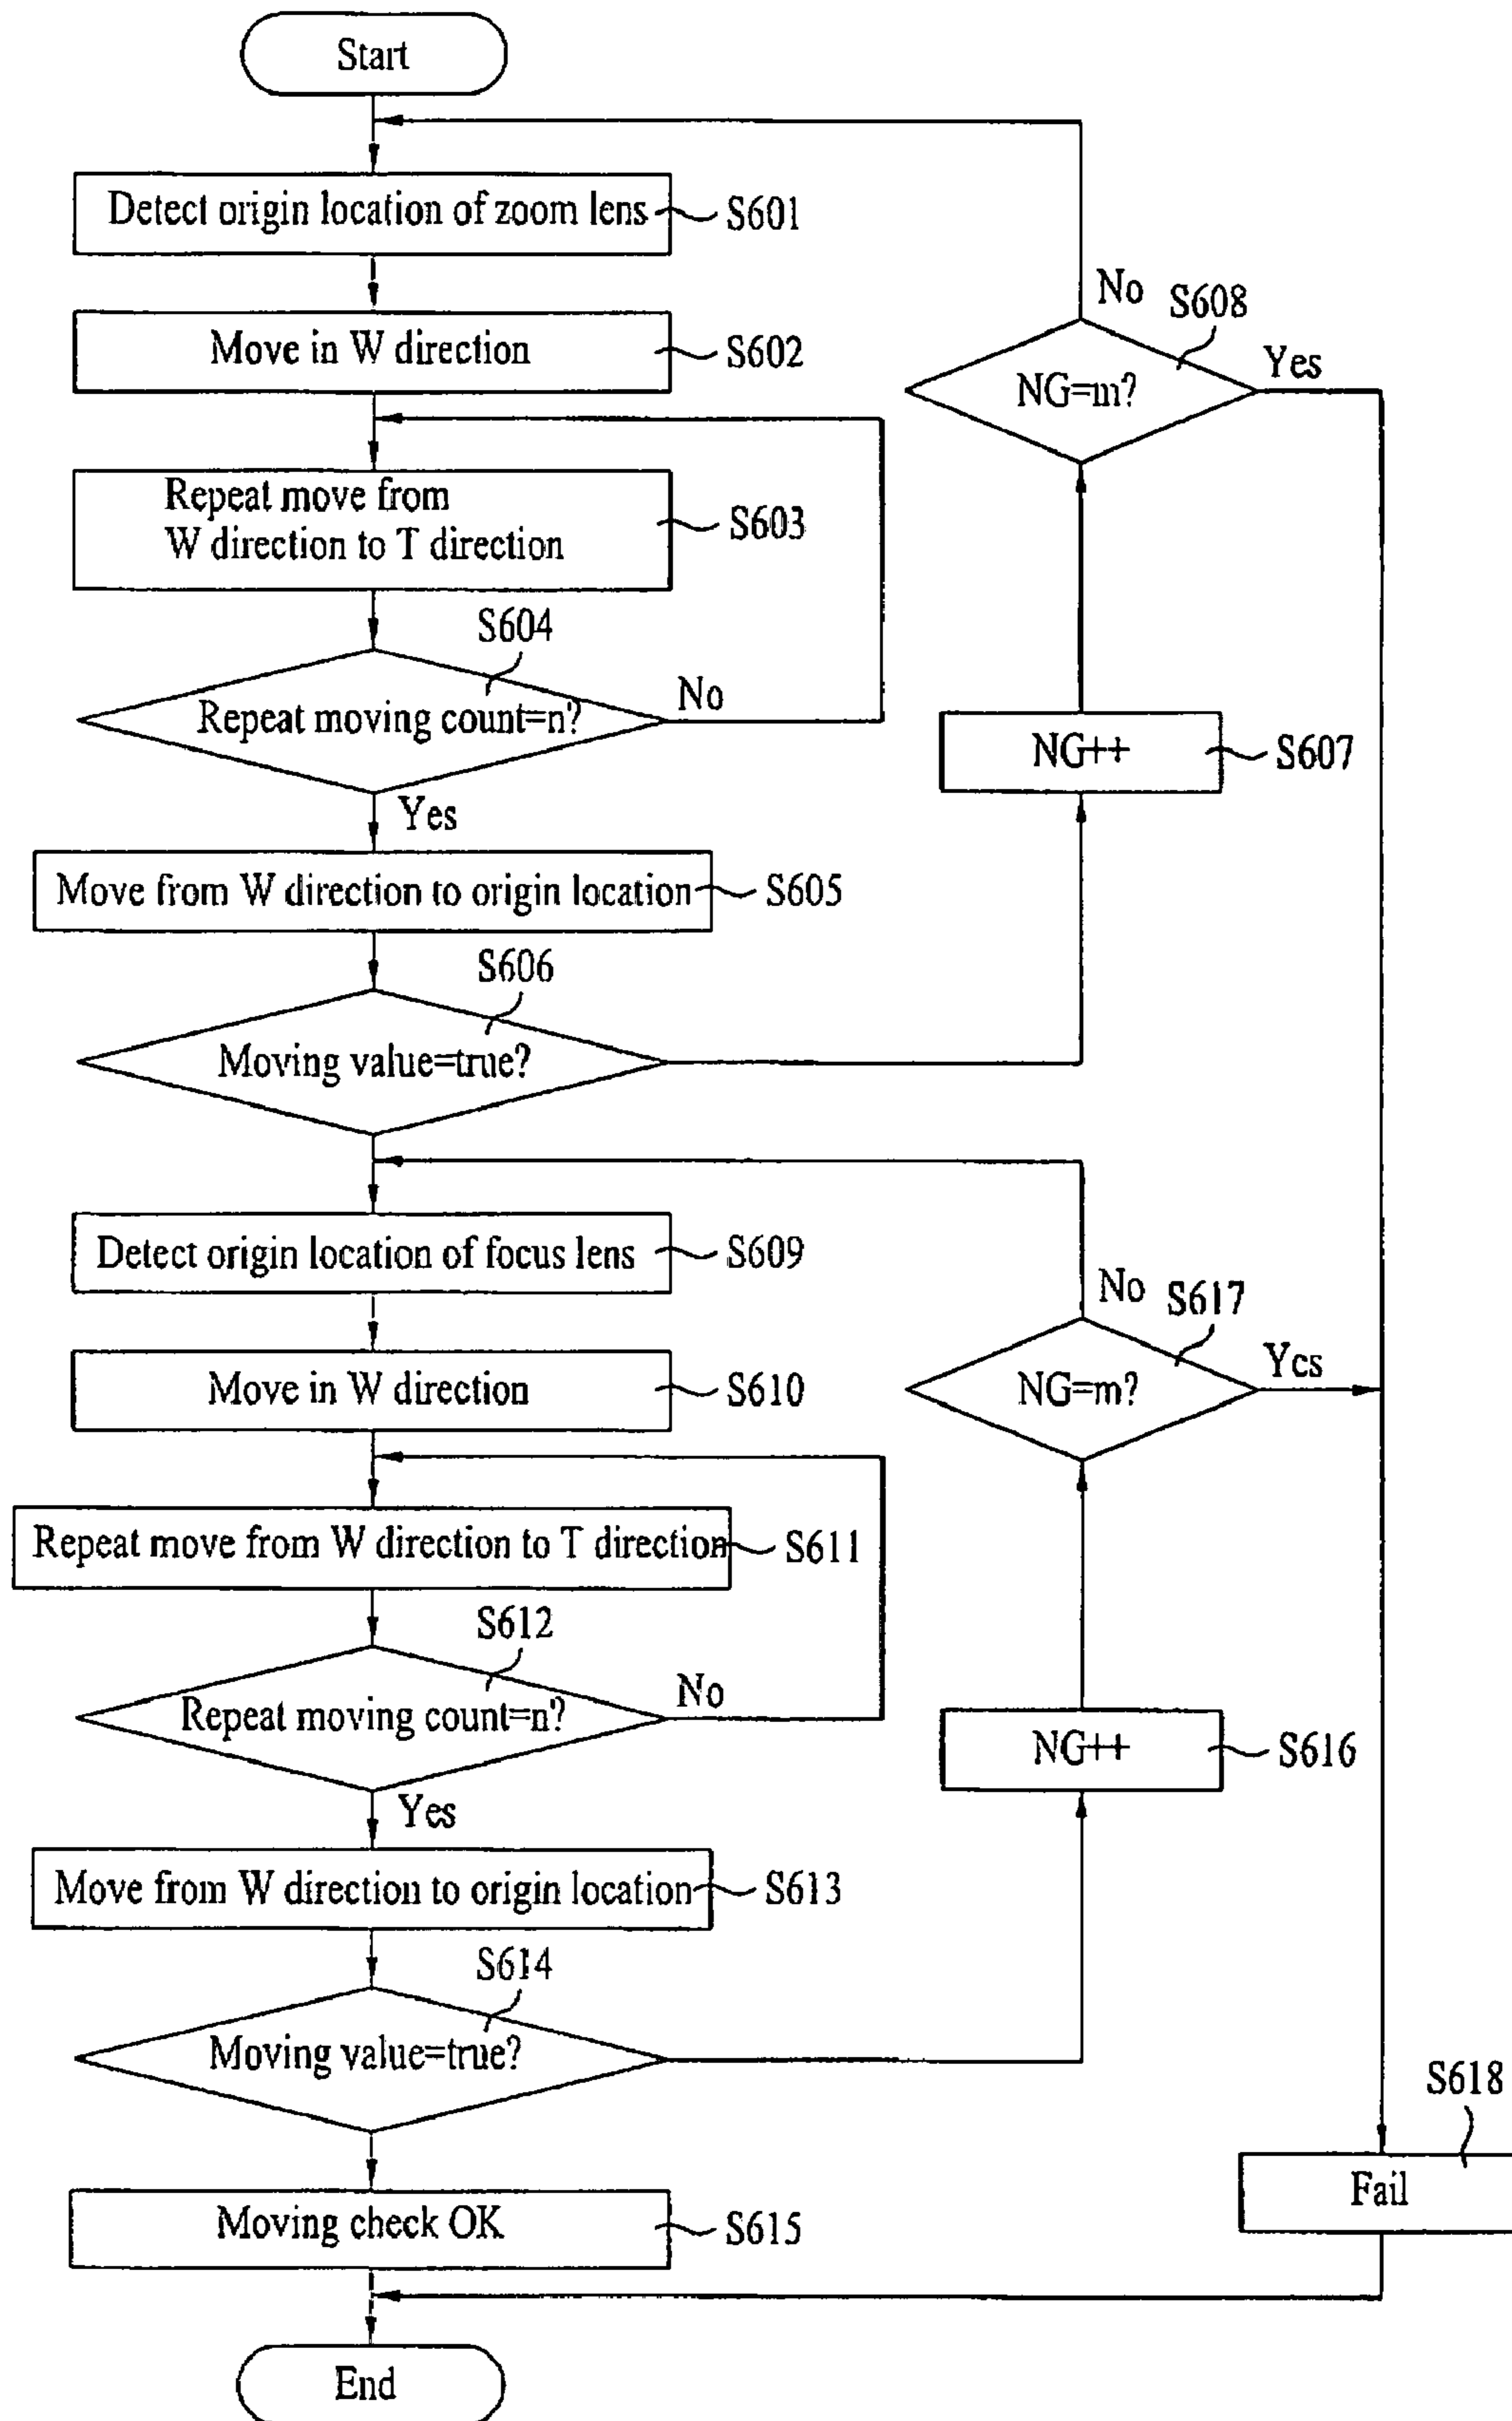 Start
Detect origin location of zoom lens
S601
Move in W direction
S602
Repeat move from
W direction to T direction
S603
S604
Repeat moving count=n?
No
Yes
Move from W direction to origin location
S605
S606
Moving value=true?
NG++
S607
NG=m?
S608
No
Yes
Detect origin location of focus lens
S609
Move in W direction
S610
Repeat move from W direction to T direction
S611
S612
Repeat moving count=n?
No
Yes
Move from W direction to origin location
S613
S614
Moving value=true?
NG++
S616
NG=m?
S617
No
Yes
Moving check OK
S615
S618
Fail
End